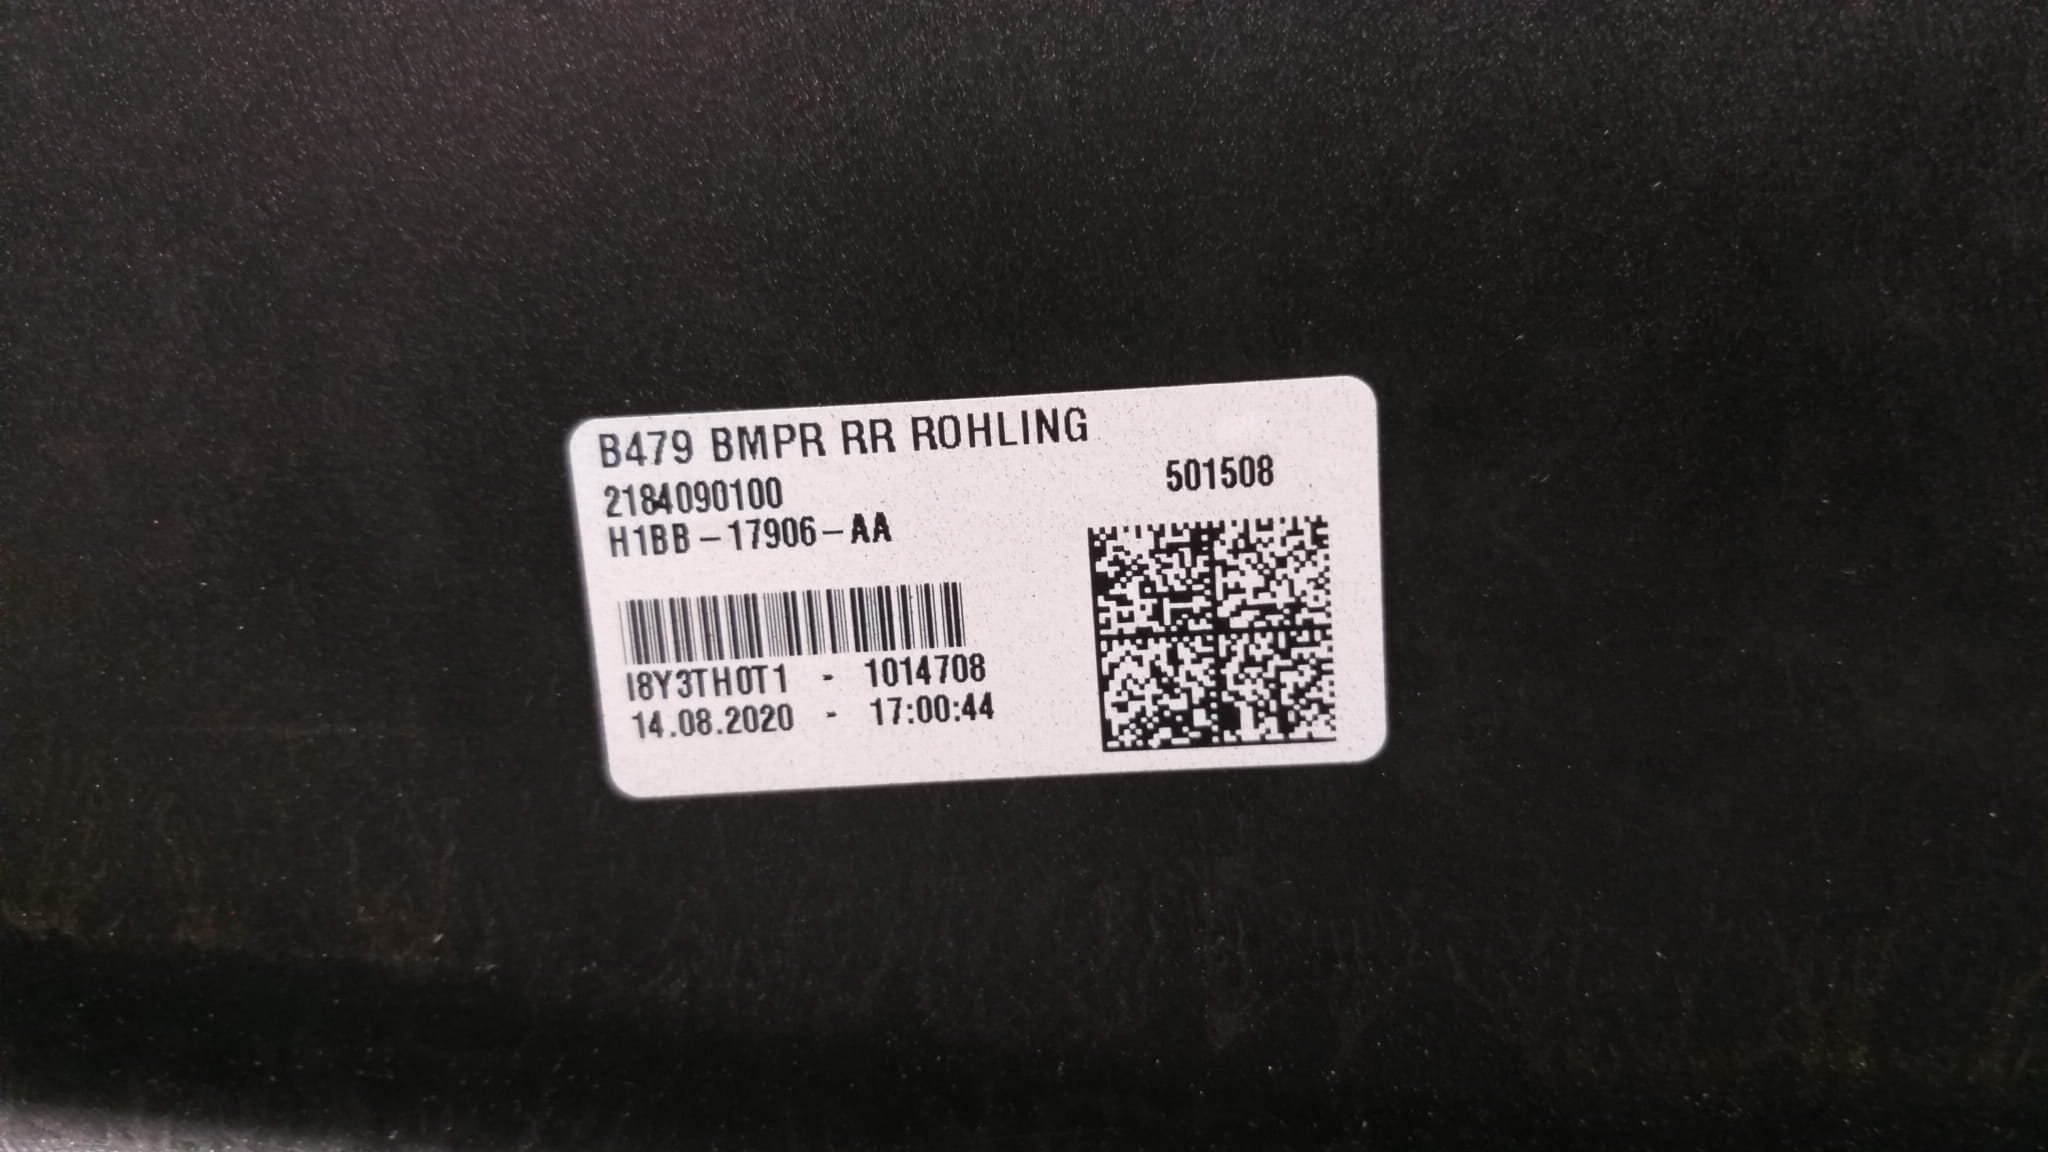 B479 BMPR RR ROHLING
2184090100
501508
H1BB-17906-AA
I8Y3TH0T1 - 1014708
14.08.2020 - 17:00:44